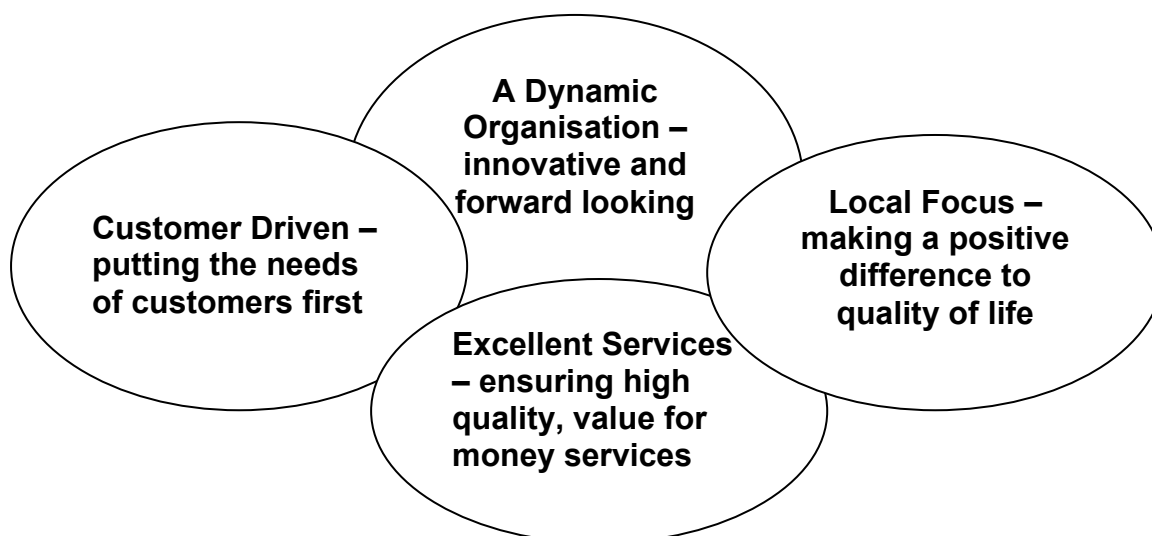 A Dynamic
Organisation –
innovative and
forward looking
Customer Driven –
putting the needs
of customers first
Local Focus –
making a positive
difference to
quality of life
Excellent Services
– ensuring high
quality, value for
money services